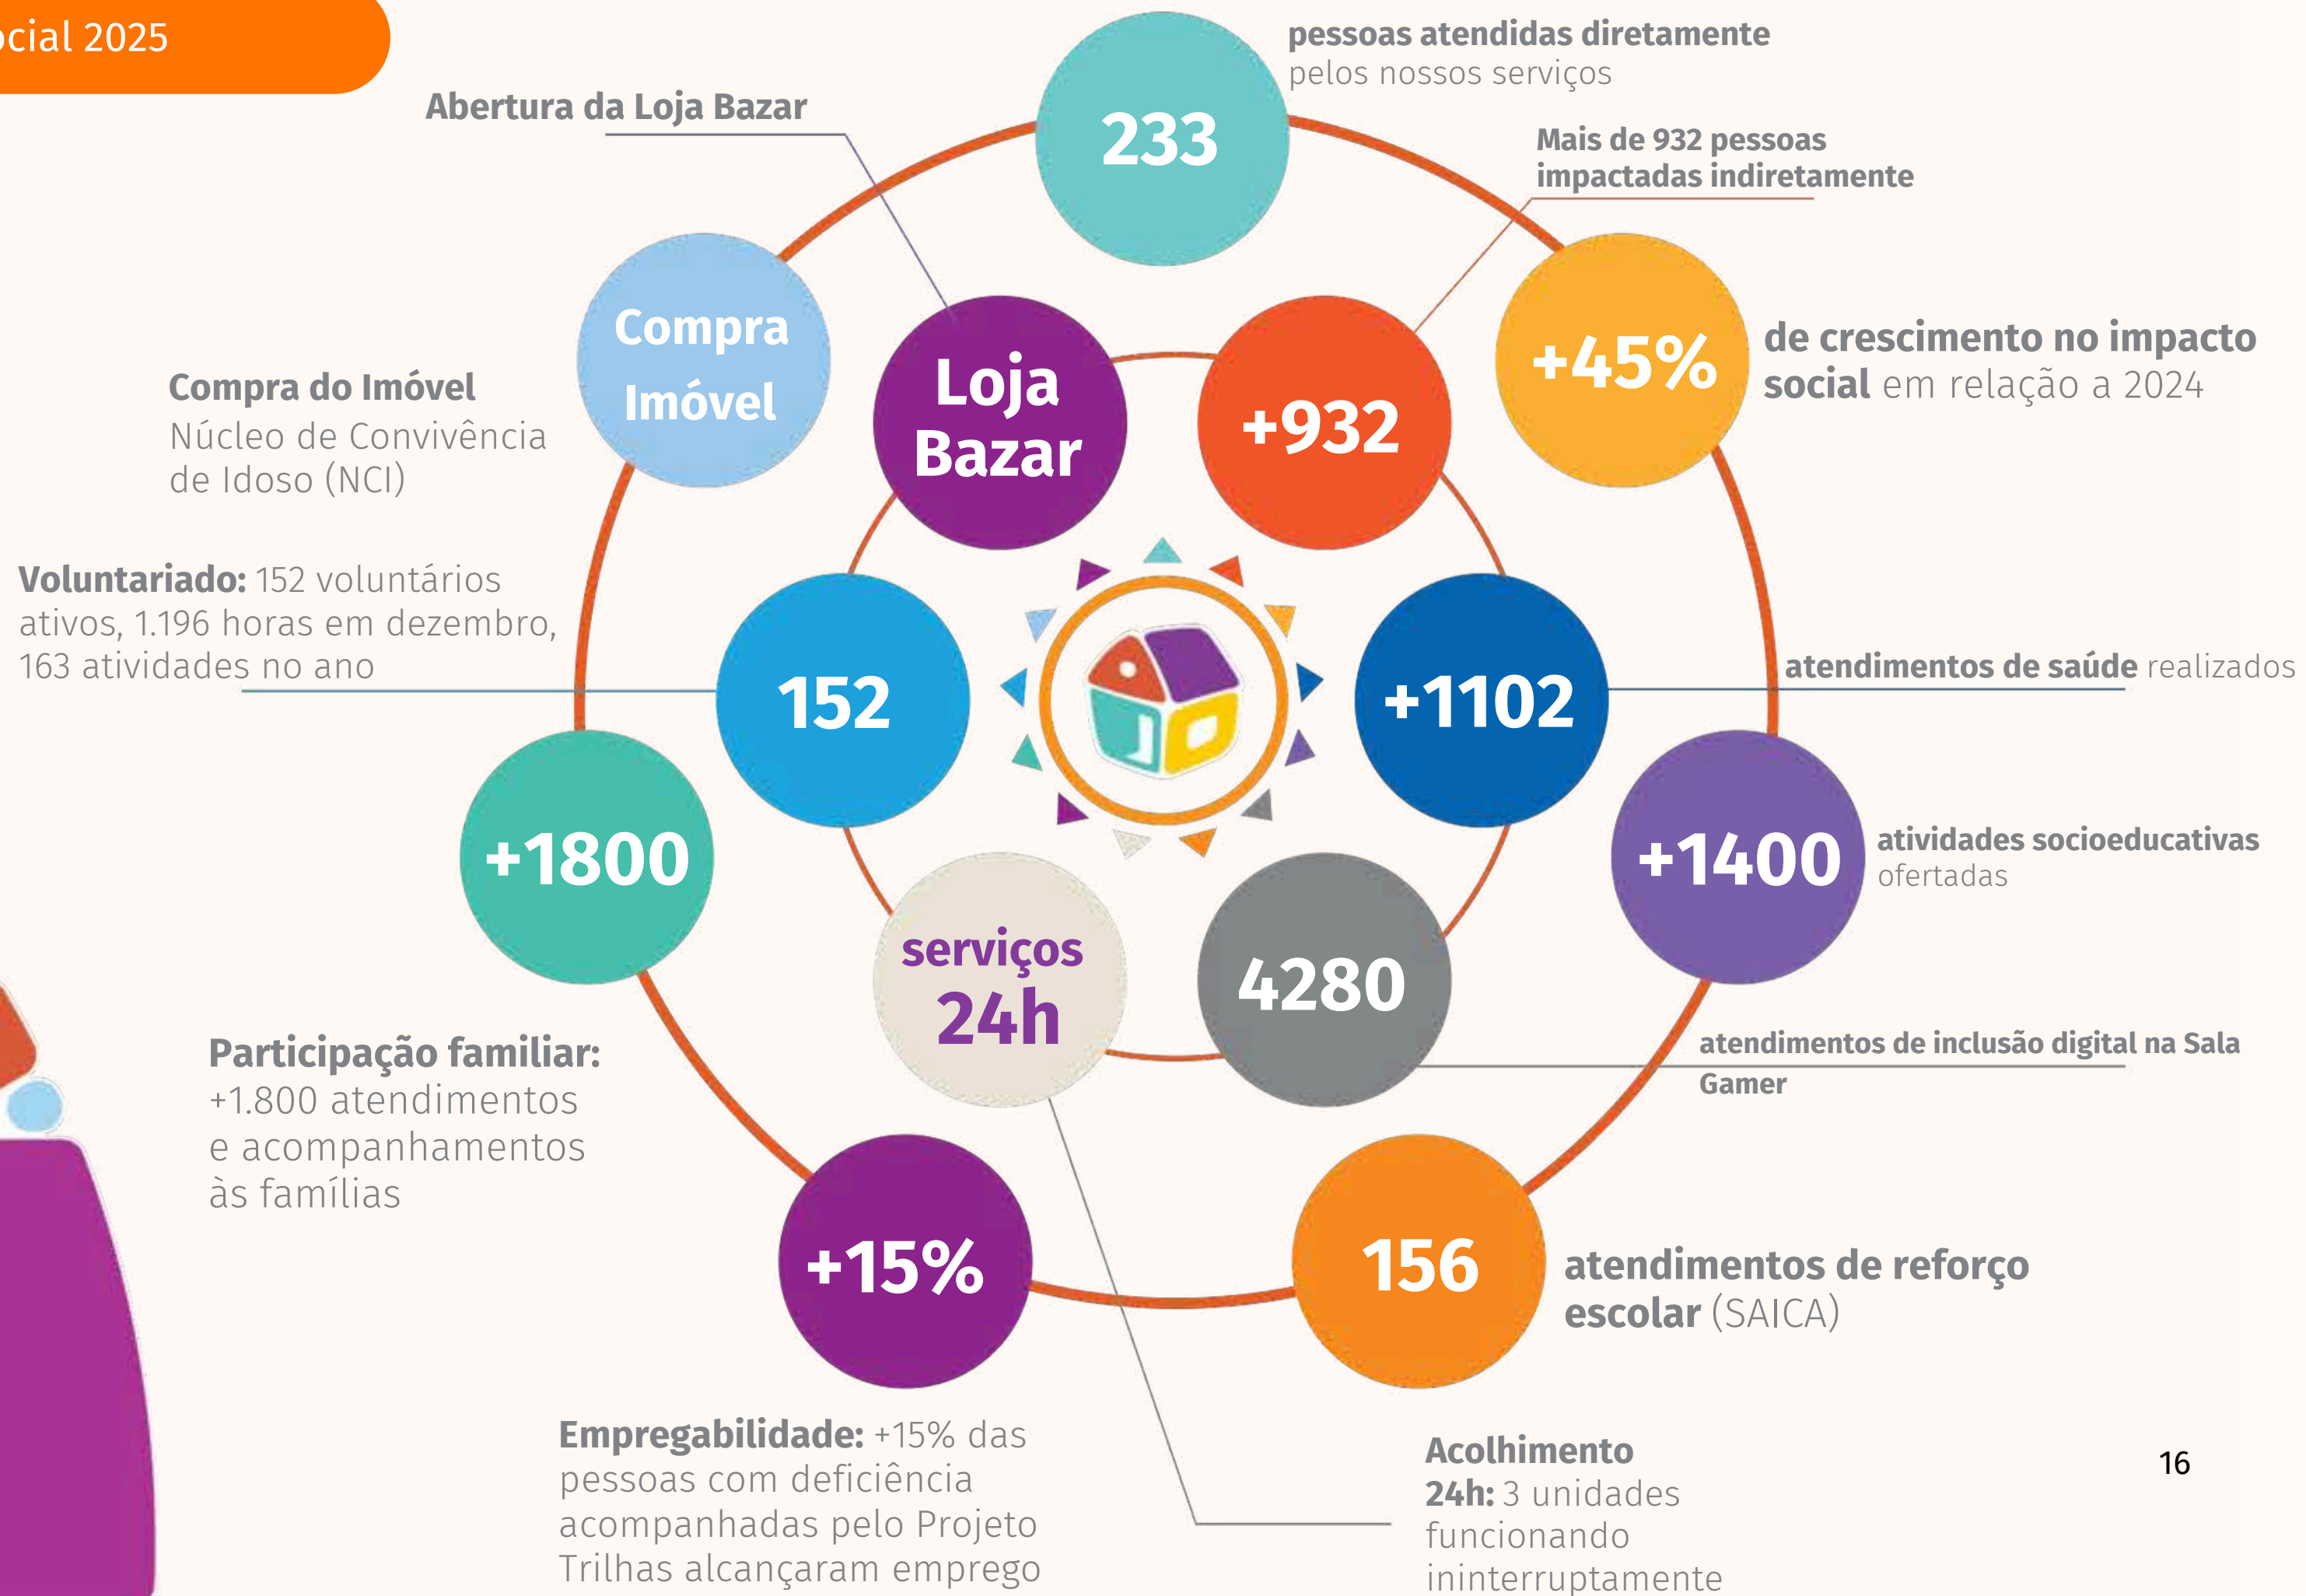 ocial 2025
233
pessoas atendidas diretamente
pelos nossos serviços
Abertura da Loja Bazar
Mais de 932 pessoas
impactadas indiretamente
Compra
Imóvel
Loja
Bazar
+932
+45%
de crescimento no impacto
social em relação a 2024
Compra do Imóvel
Núcleo de Convivência
de Idoso (NCI)
Voluntariado: 152 voluntários
ativos, 1.196 horas em dezembro,
163 atividades no ano
152
+1102
atendimentos de saúde realizados
+1800
+1400
atividades socioeducativas
ofertadas
serviços
24h
4280
atendimentos de inclusão digital na Sala
Gamer
Participação familiar:
+1.800 atendimentos
e acompanhamentos
às famílias
+15%
156
atendimentos de reforço
escolar (SAICA)
Empregabilidade: +15% das
pessoas com deficiência
acompanhadas pelo Projeto
Trilhas alcançaram emprego
Acolhimento
24h: 3 unidades
funcionando
ininterruptamente
16